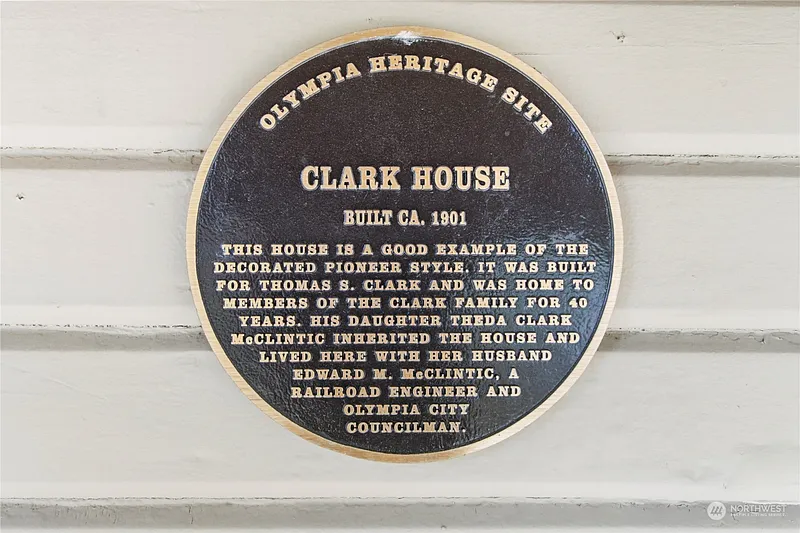 OLYMPIA HERITAGE SITE
CLARK HOUSE
BUILT CA. 1901
THIS HOUSE IS A GOOD EXAMPLE OF THE
DECORATED PIONEER STYLE. IT WAS BUILT
FOR THOMAS S. CLARK AND WAS HOME TO
MEMBERS OF THE CLARK FAMILY FOR 40
YEARS. HIS DAUGHTER THEDA CLARK
McCLINTIC INHERITED THE HOUSE AND
LIVED HERE WITH HER HUSBAND
EDWARD M. McCLINTIC, A
RAILROAD ENGINEER AND
OLYMPIA CITY
COUNCILMAN.
NORTHWEST